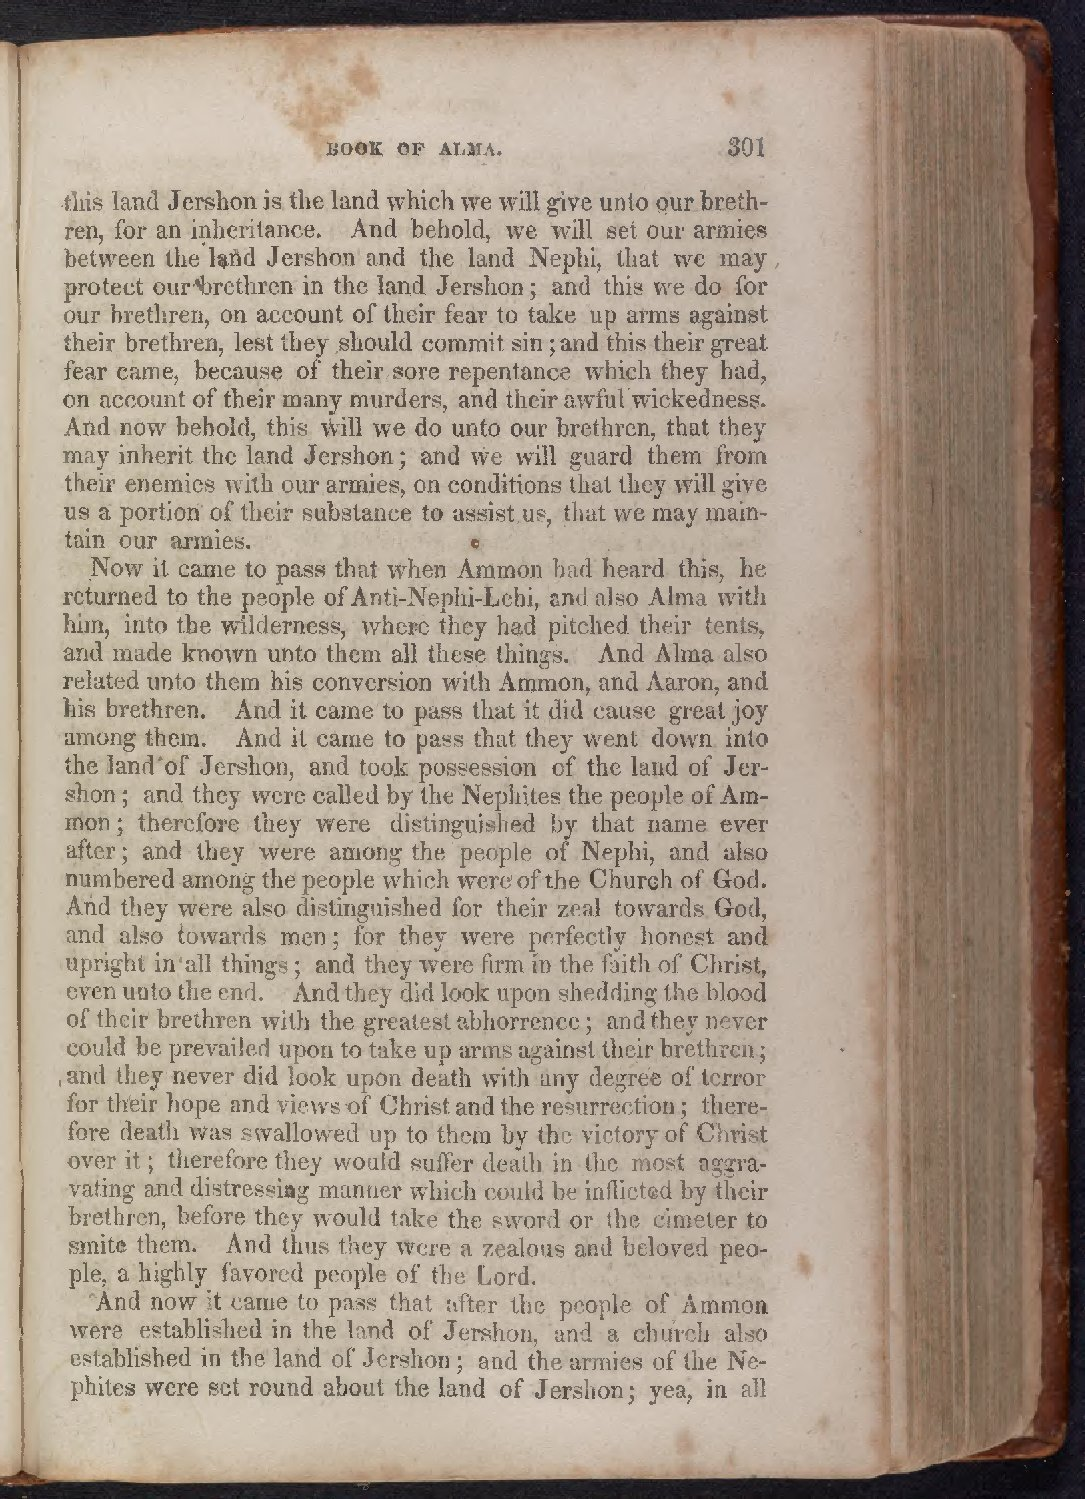 BOOK OF ALMA. 301
this land Jershon is the land which we will give unto our breth-
ren, for an inheritance. And behold, we will set our armies
between the land Jershon and the land Nephi, that we may
protect our brethren in the land Jershon; and this we do for
our brethren, on account of their fear to take up arms against
their brethren, lest they should commit sin; and this their great
fear came, because of their sore repentance which they had,
on account of their many murders, and their awful wickedness.
And now behold, this will we do unto our brethren, that they
may inherit the land Jershon; and we will guard them from
their enemies with our armies, on conditions that they will give
us a portion of their substance to assist us, that we may main-
tain our armies.
Now it came to pass that when Ammon had heard this, he
returned to the people of Anti-Nephi-Lehi, and also Alma with
him, into the wilderness, where they had pitched their tents,
and made known unto them all these things. And Alma also
related unto them his conversion with Ammon, and Aaron, and
his brethren. And it came to pass that it did cause great joy
among them. And it came to pass that they went down into
the land of Jershon, and took possession of the land of Jer-
shon; and they were called by the Nephites the people of Am-
mon; therefore they were distinguished by that name ever
after; and they were among the people of Nephi, and also
numbered among the people which were of the Church of God.
And they were also distinguished for their zeal towards God,
and also towards men; for they were perfectly honest and
upright in all things; and they were firm in the faith of Christ,
even unto the end. And they did look upon shedding the blood
of their brethren with the greatest abhorrence; and they never
could be prevailed upon to take up arms against their brethren;
and they never did look upon death with any degree of terror
for their hope and views of Christ and the resurrection; there-
fore death was swallowed up to them by the victory of Christ
over it; therefore they would suffer death in the most aggra-
vating and distressing manner which could be inflicted by their
brethren, before they would take the sword or the cimeter to
smite them. And thus they were a zealous and beloved peo-
ple, a highly favored people of the Lord.
And now it came to pass that after the people of Ammon
were established in the land of Jershon, and a church also
established in the land of Jershon; and the armies of the Ne-
phites were set round about the land of Jershon; yea, in all